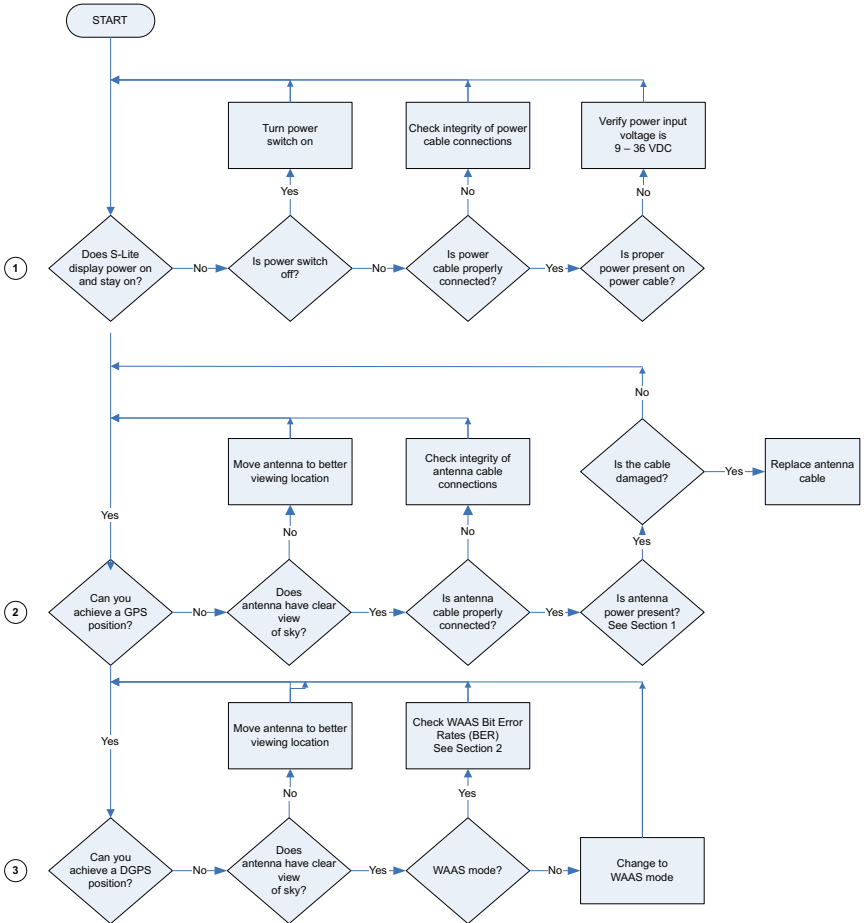 START
Turn power
switch on
Check integrity of power
cable connections
Verify power input
voltage is
9 – 36 VDC
Yes
No
No
1
Does S-Lite
display power on
and stay on?
No
Is power switch
off?
No
Is power
cable properly
connected?
Yes
Is proper
power present on
power cable?
No
Move antenna to better
viewing location
Check integrity of
antenna cable
connections
Is the cable
damaged?
Yes
Replace antenna
cable
Yes
No
No
Yes
2
Can you
achieve a GPS
position?
No
Does
antenna have clear
view
of sky?
Yes
Is antenna
cable properly
connected?
Yes
Is antenna
power present?
See Section 1
Yes
Move antenna to better
viewing location
Check WAAS Bit Error
Rates (BER)
See Section 2
No
Yes
3
Can you
achieve a DGPS
position?
No
Does
antenna have clear
view
of sky?
Yes
WAAS mode?
No
Change to
WAAS mode